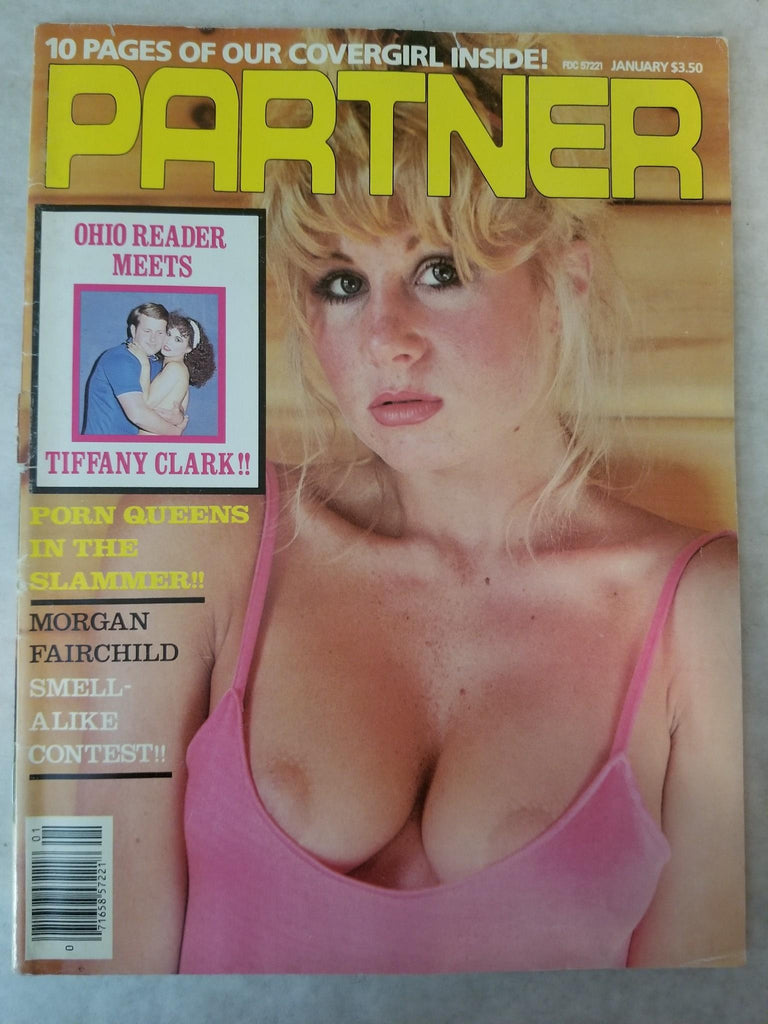 10 PAGES OF OUR COVERGIRL INSIDE!
FDC 57221 JANUARY $3.50
PARTNER
OHIO READER
MEETS
TIFFANY CLARK!!
PORN QUEENS
IN THE
SLAMMER!!
MORGAN
FAIRCHILD
SMELL-
ALIKE
CONTEST!!
01
0 71658 57221